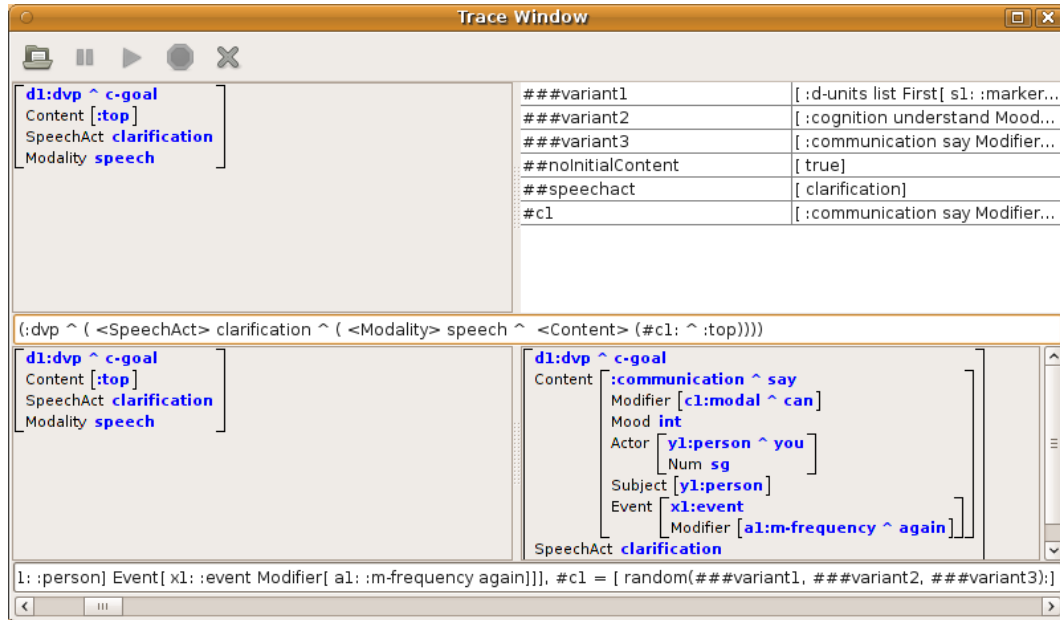 Trace Window
d1:dvp ^ c-goal
Content [:top]
SpeechAct clarification
Modality speech
###variant1 [ :d-units list First[ s1: :marker...
###variant2 [ :cognition understand Mood...
###variant3 [ :communication say Modifier...
##noInitialContent [ true]
##speechact [ clarification]
#c1 [ :communication say Modifier...
(:dvp ^ ( <SpeechAct> clarification ^ ( <Modality> speech ^ <Content> (#c1: ^ :top))))
d1:dvp ^ c-goal
Content [:top]
SpeechAct clarification
Modality speech
d1:dvp ^ c-goal
Content [:communication ^ say
Modifier [c1:modal ^ can]
Mood int
Actor [y1:person ^ you
Num sg]
Subject [y1:person]
Event [x1:event
Modifier [a1:m-frequency ^ again]]]
SpeechAct clarification
1: :person] Event[ x1: :event Modifier[ a1: :m-frequency again]]], #c1 = [ random(###variant1, ###variant2, ###variant3):]